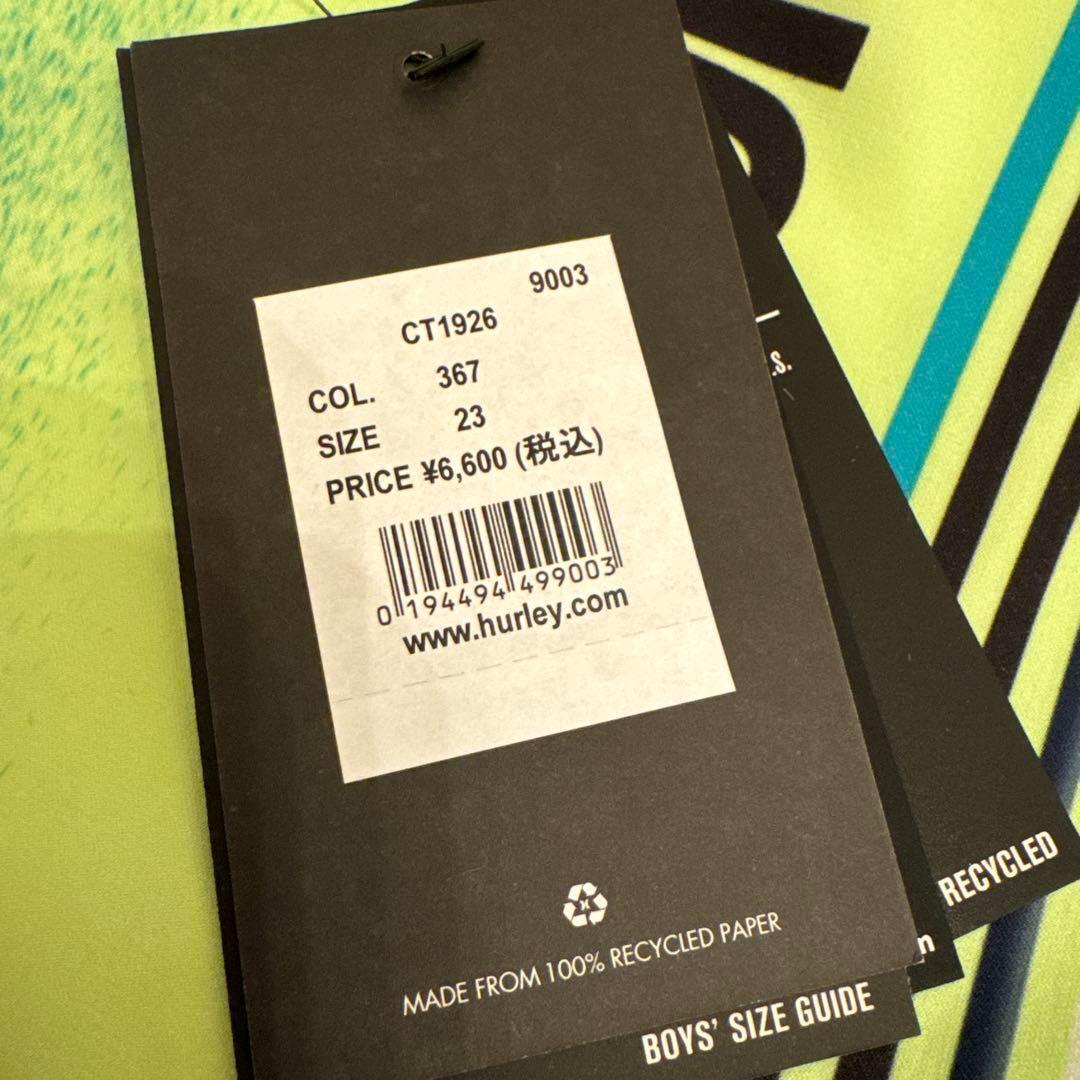 9003
CT1926
COL. 367
SIZE 23
PRICE ¥6,600 (税込)
0 194494 499003
www.hurley.com
MADE FROM 100% RECYCLED PAPER
BOYS' SIZE GUIDE
RECYCLED